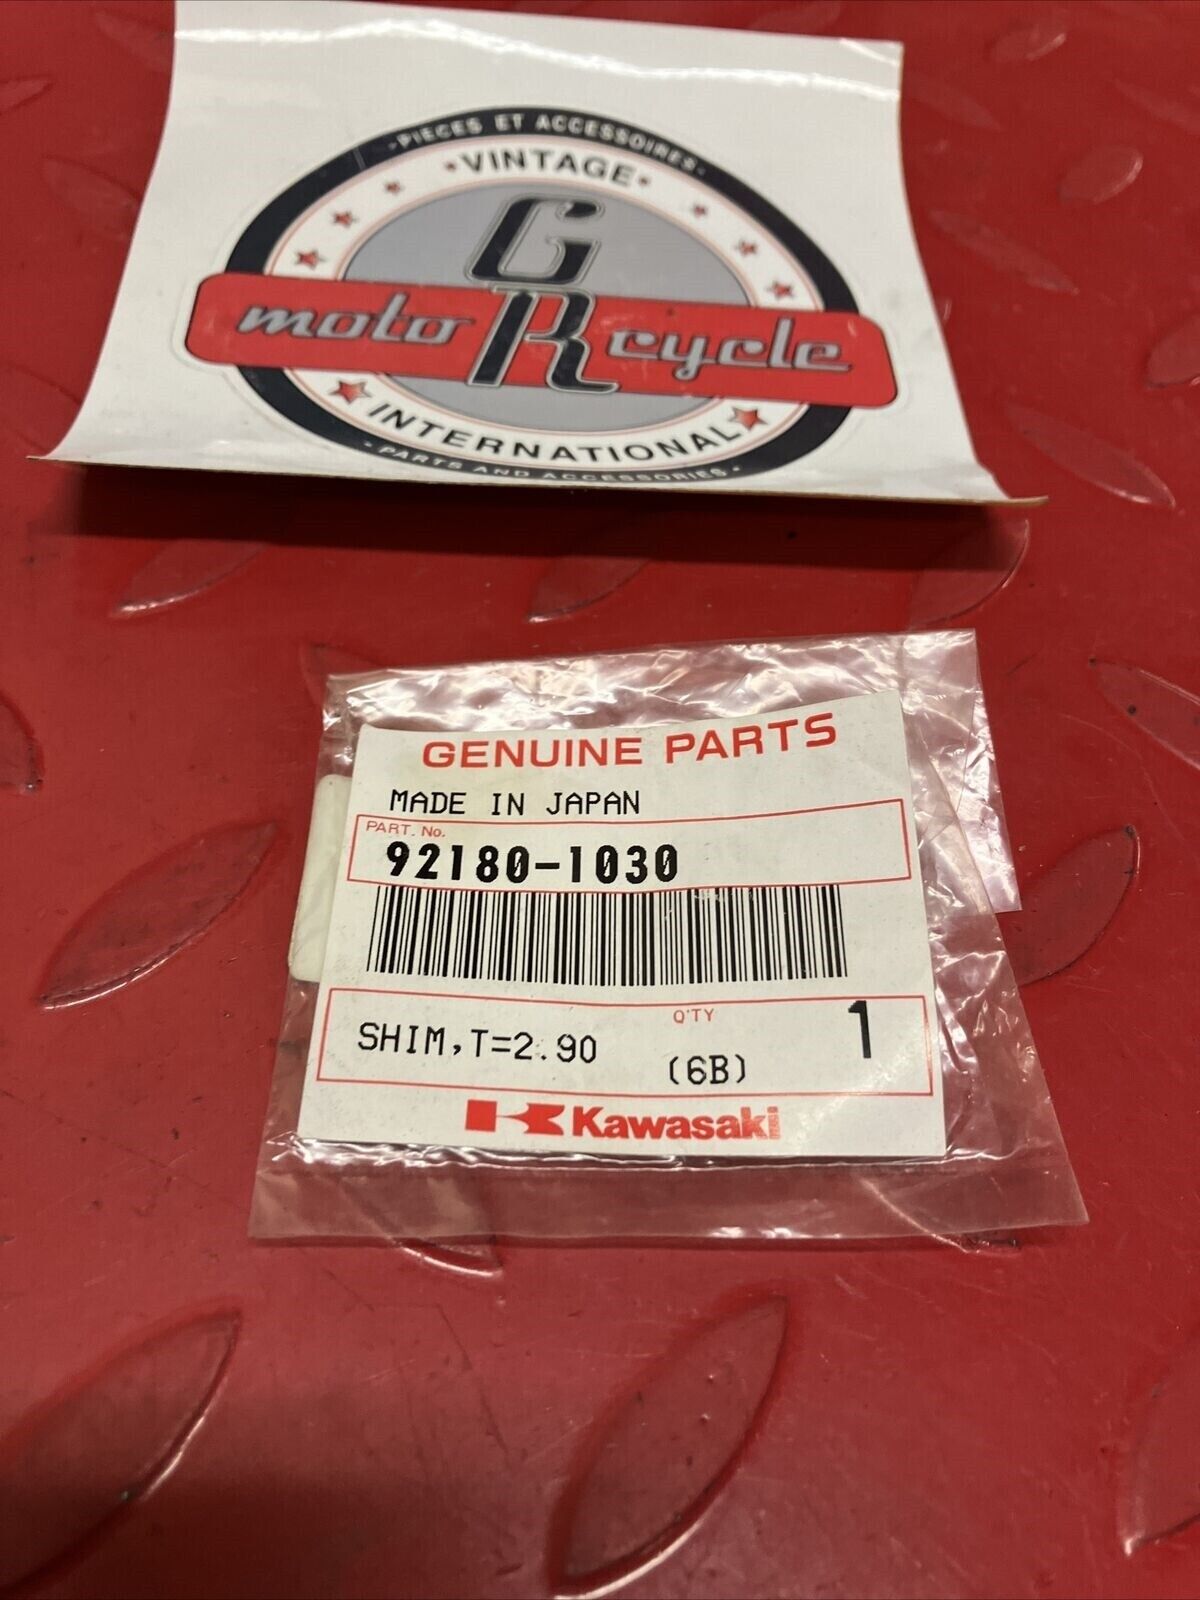 ·PIECES ET ACCESSOIRES·
·VINTAGE·
G
moto R cycle
INTERNATIONAL
·PARTS AND ACCESSORIES·
GENUINE PARTS
MADE IN JAPAN
PART. No.
92180-1030
SHIM,T=2.90
Q'TY
1
(6B)
Kawasaki